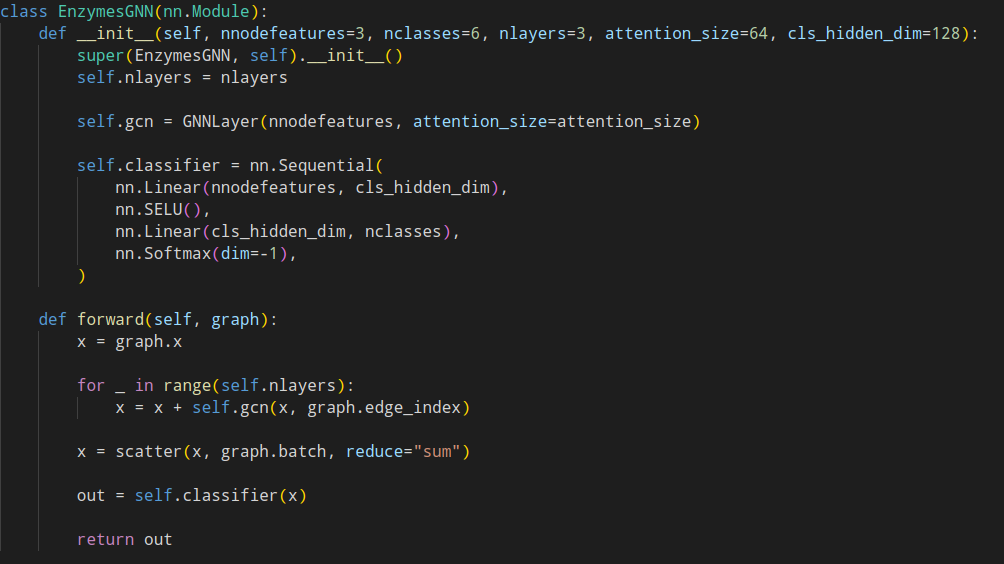 class EnzymesGNN(nn.Module):
    def __init__(self, nnodefeatures=3, nclasses=6, nlayers=3, attention_size=64, cls_hidden_dim=128):
        super(EnzymesGNN, self).__init__()
        self.nlayers = nlayers

        self.gcn = GNNLayer(nnodefeatures, attention_size=attention_size)

        self.classifier = nn.Sequential(
            nn.Linear(nnodefeatures, cls_hidden_dim),
            nn.SELU(),
            nn.Linear(cls_hidden_dim, nclasses),
            nn.Softmax(dim=-1),
        )

    def forward(self, graph):
        x = graph.x

        for _ in range(self.nlayers):
            x = x + self.gcn(x, graph.edge_index)

        x = scatter(x, graph.batch, reduce="sum")

        out = self.classifier(x)

        return out